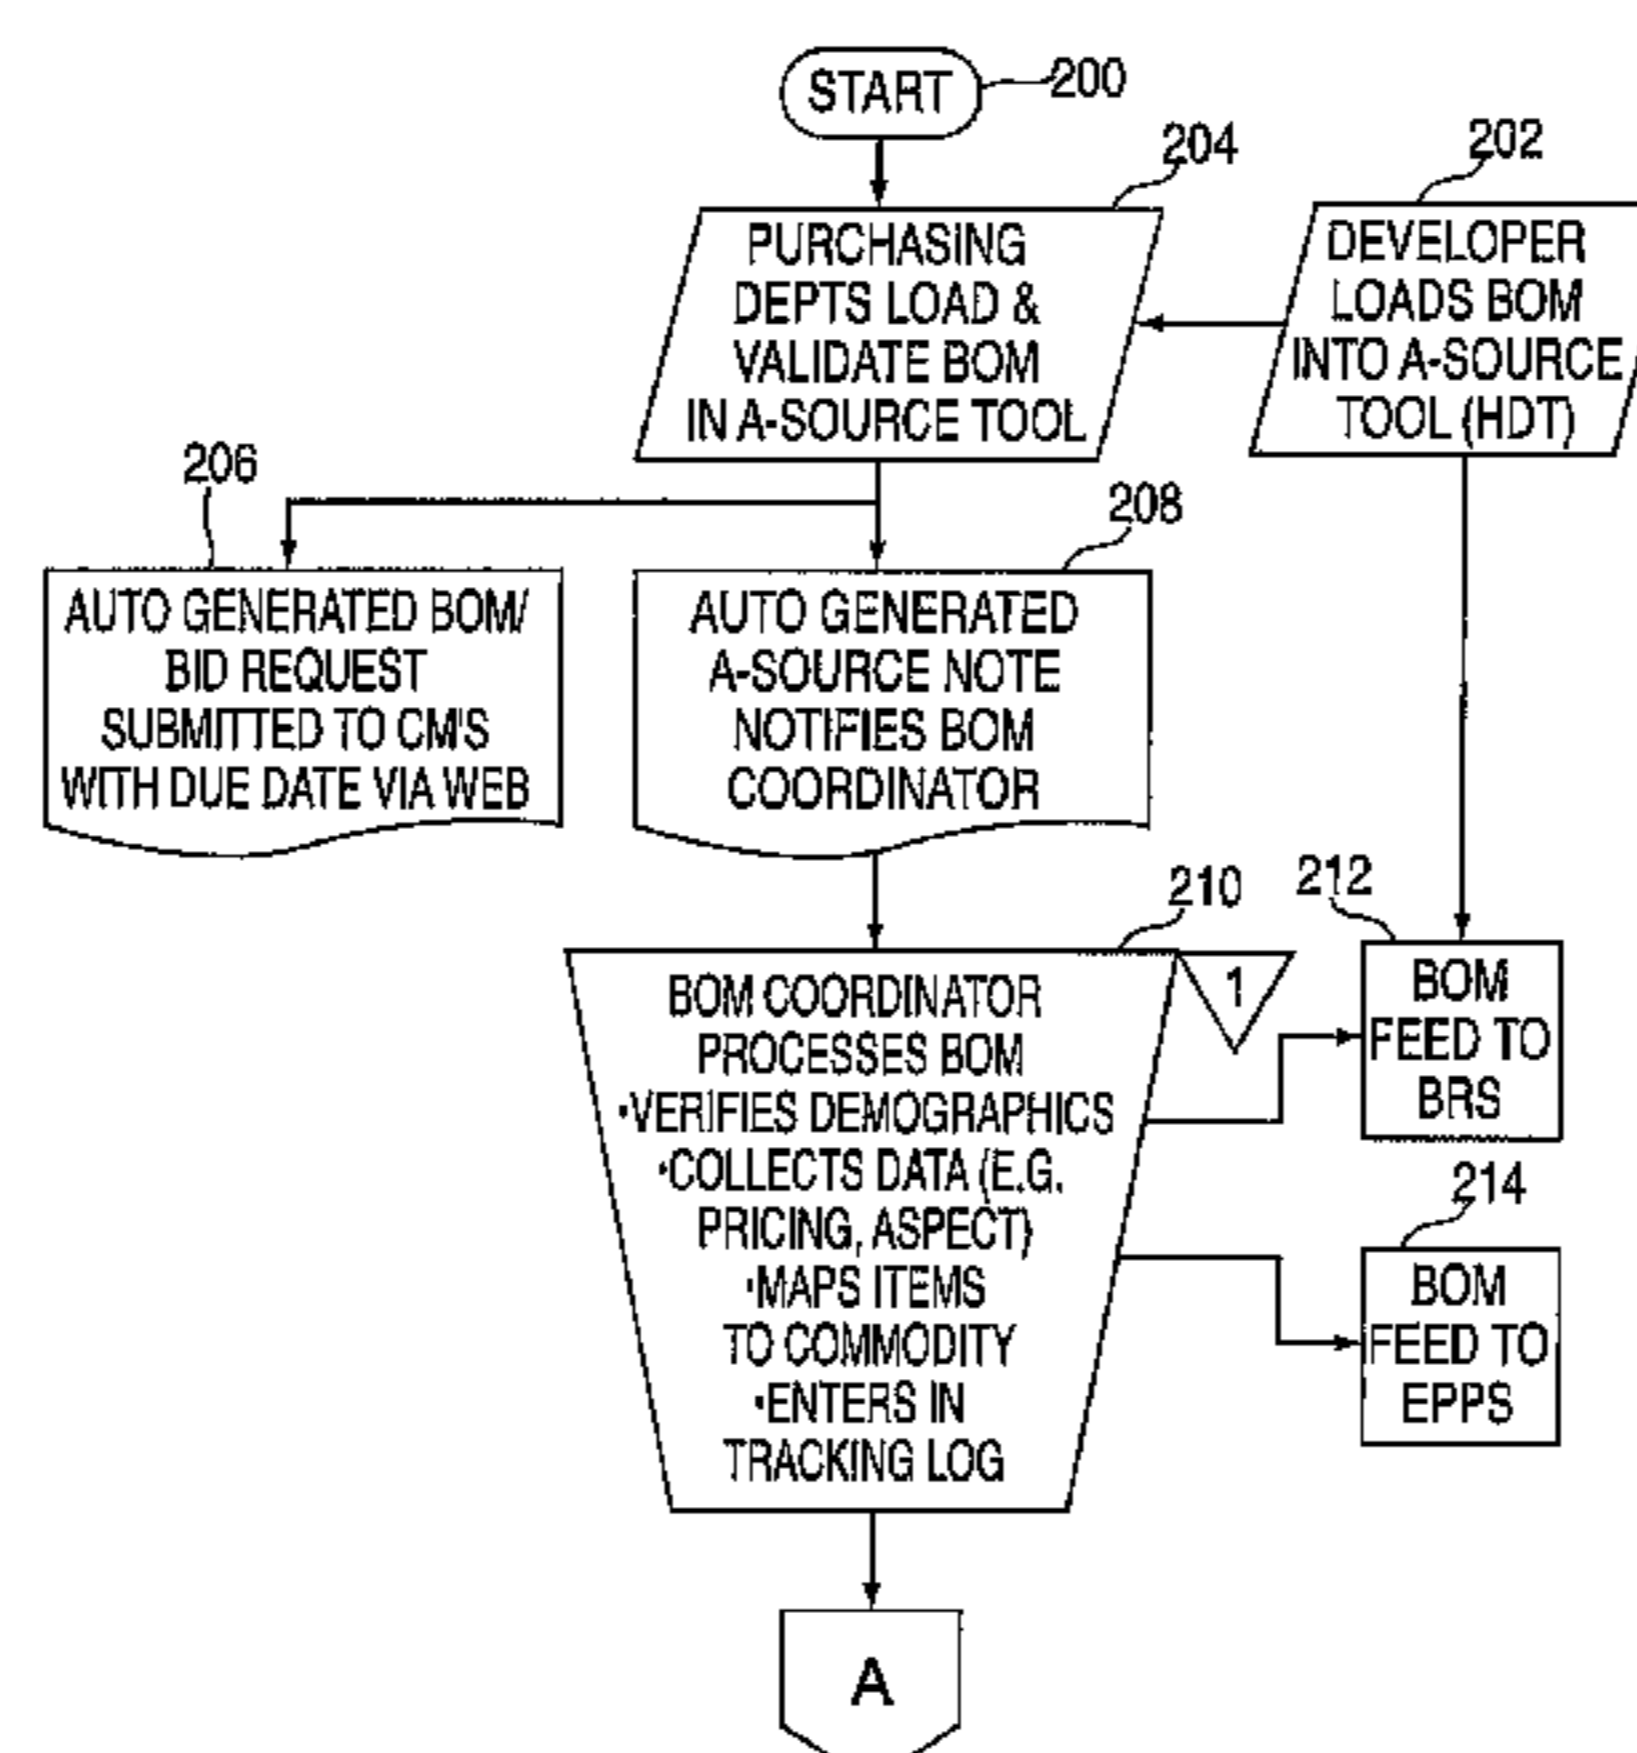 START
200
204
PURCHASING
DEPTS LOAD &
VALIDATE BOM
IN A-SOURCE TOOL
202
DEVELOPER
LOADS BOM
INTO A-SOURCE
TOOL (HDT)
206
AUTO GENERATED BOM/
BID REQUEST
SUBMITTED TO CM'S
WITH DUE DATE VIA WEB
208
AUTO GENERATED
A-SOURCE NOTE
NOTIFIES BOM
COORDINATOR
210
BOM COORDINATOR
PROCESSES BOM
•VERIFIES DEMOGRAPHICS
•COLLECTS DATA (E.G.
PRICING, ASPECT)
•MAPS ITEMS
TO COMMODITY
•ENTERS IN
TRACKING LOG
1
212
BOM
FEED TO
BRS
214
BOM
FEED TO
EPPS
A